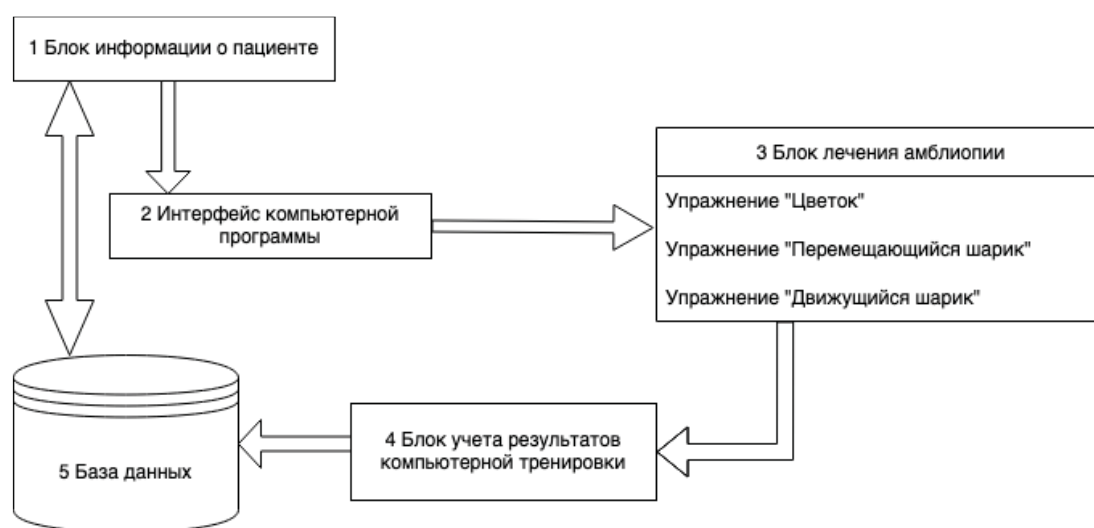 1 Блок информации о пациенте
2 Интерфейс компьютерной
программы
3 Блок лечения амблиопии
Упражнение "Цветок"
Упражнение "Перемещающийся шарик"
Упражнение "Движущийся шарик"
4 Блок учета результатов
компьютерной тренировки
5 База данных